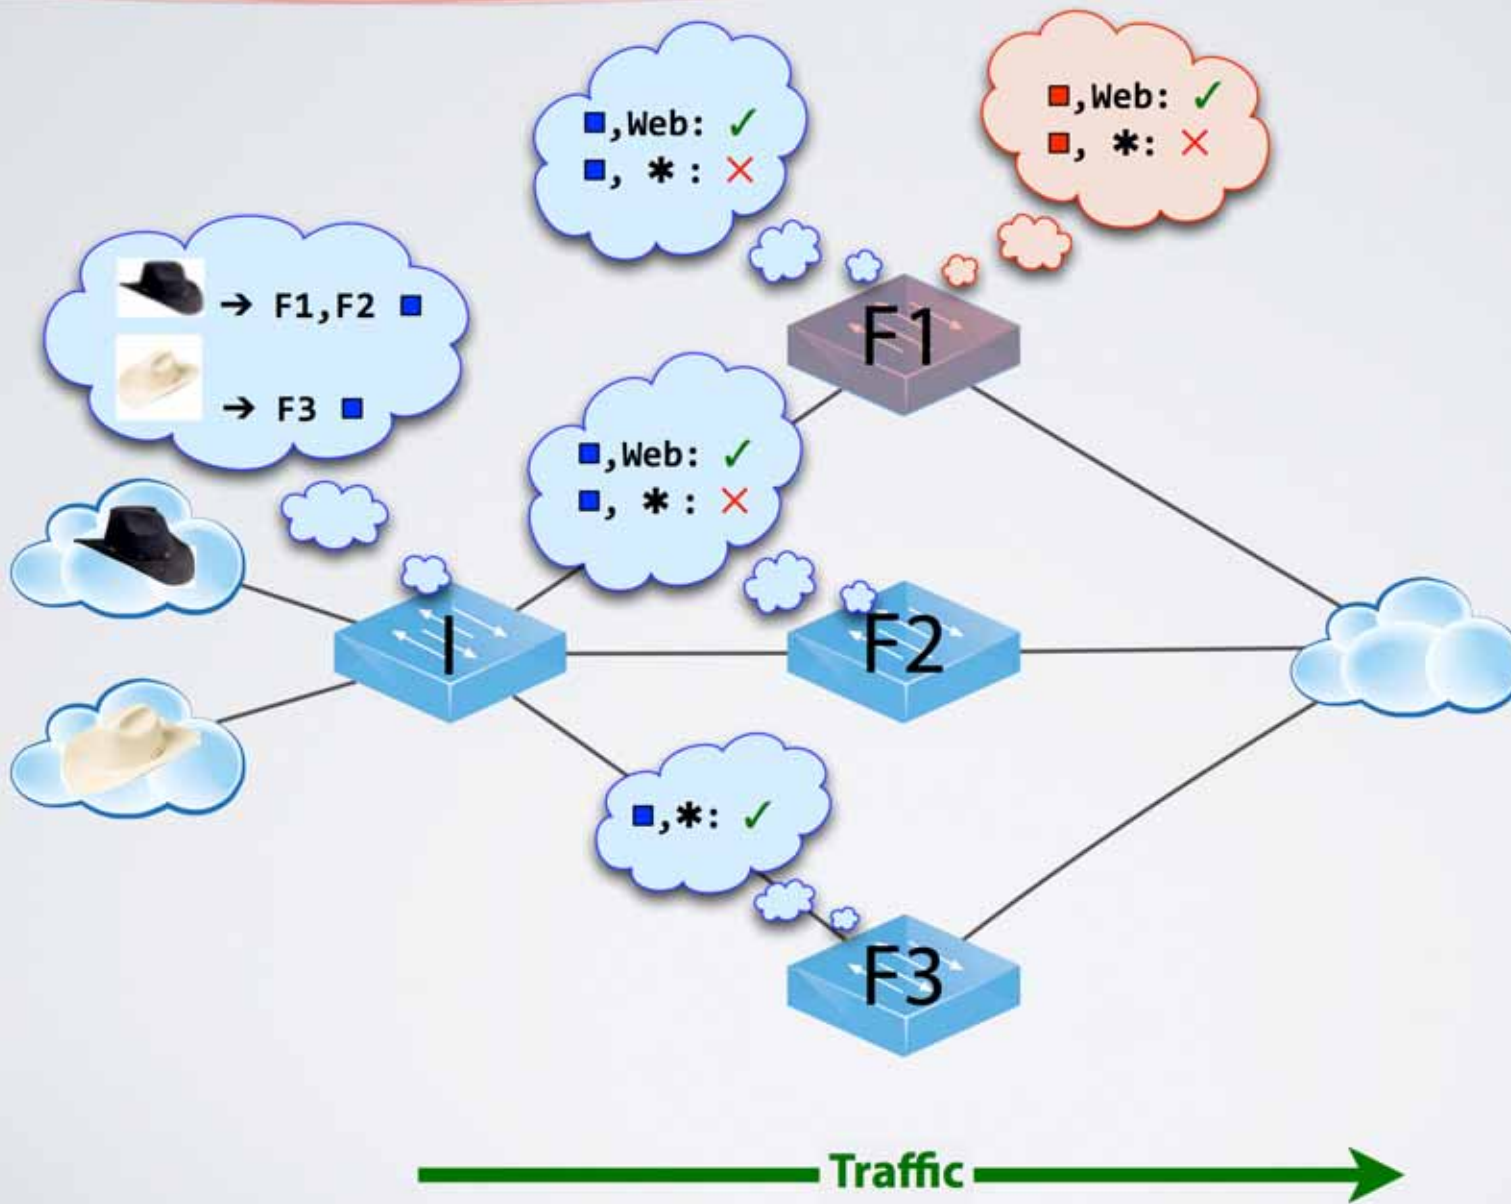 ■,Web: ✓
■, * : ✗
■,Web: ✓
■, *: ✗
→ F1,F2 ■
→ F3 ■
F1
■,Web: ✓
■, * : ✗
I
F2
■,*: ✓
F3
Traffic